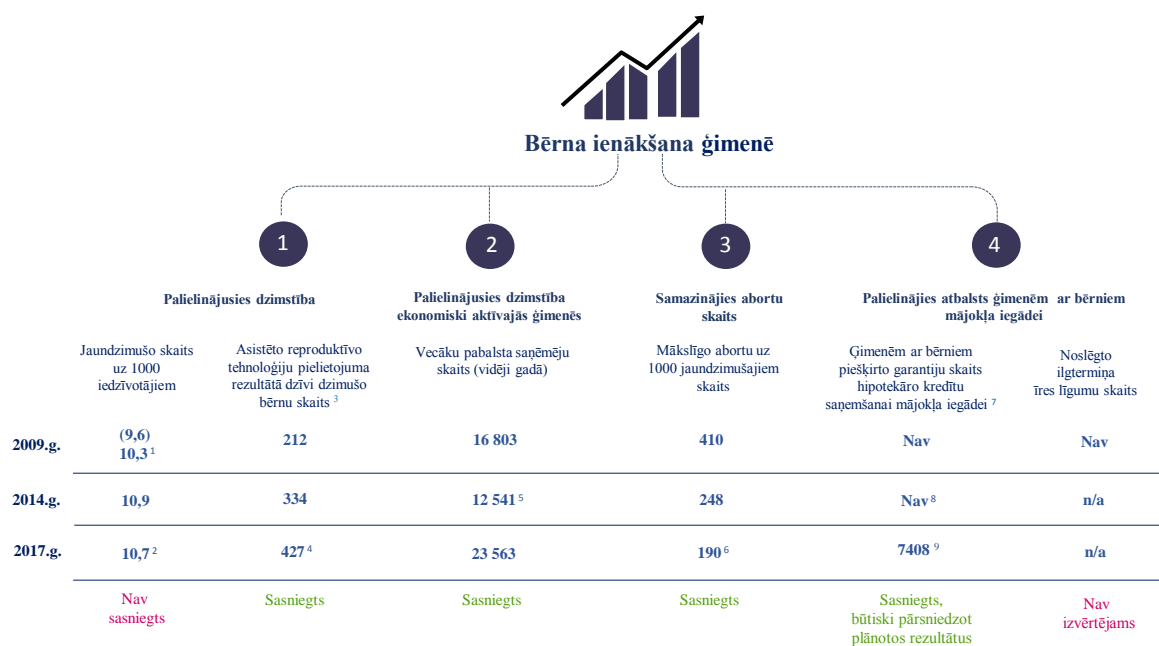 Bērna ienākšana ģimenē
1
2
3
4
Palielinājusies dzimstība
Palielinājusies dzimstība
ekonomiski aktīvajās ģimenēs
Samazinājies abortu
skaits
Palielinājies atbalsts ģimenēm ar bērniem
mājokļa iegādei
Jaundzimušo skaits
uz 1000
iedzīvotājiem
Asistēto reproduktīvo
tehnoloģiju pielietojuma
rezultātā dzīvi dzimušo
bērnu skaits 3
Vecāku pabalsta saņēmēju
skaits (vidēji gadā)
Mākslīgo abortu uz
1000 jaundzimušajiem
skaits
Ģimenēm ar bērniem
piešķirto garantiju skaits
hipotekāro kredītu
saņemšanai mājokļa iegādei 7
Noslēgto
ilgtermiņa
īres līgumu skaits
2009.g.
(9,6)
10,3 1
212
16 803
410
Nav
Nav
2014.g.
10,9
334
12 541 5
248
Nav 8
n/a
2017.g.
10,7 2
427 4
23 563
190 6
7408 9
n/a
Nav
sasniegts
Sasniegts
Sasniegts
Sasniegts
Sasniegts,
būtiski pārsniedzot
plānotos rezultātus
Nav
izvērtējams